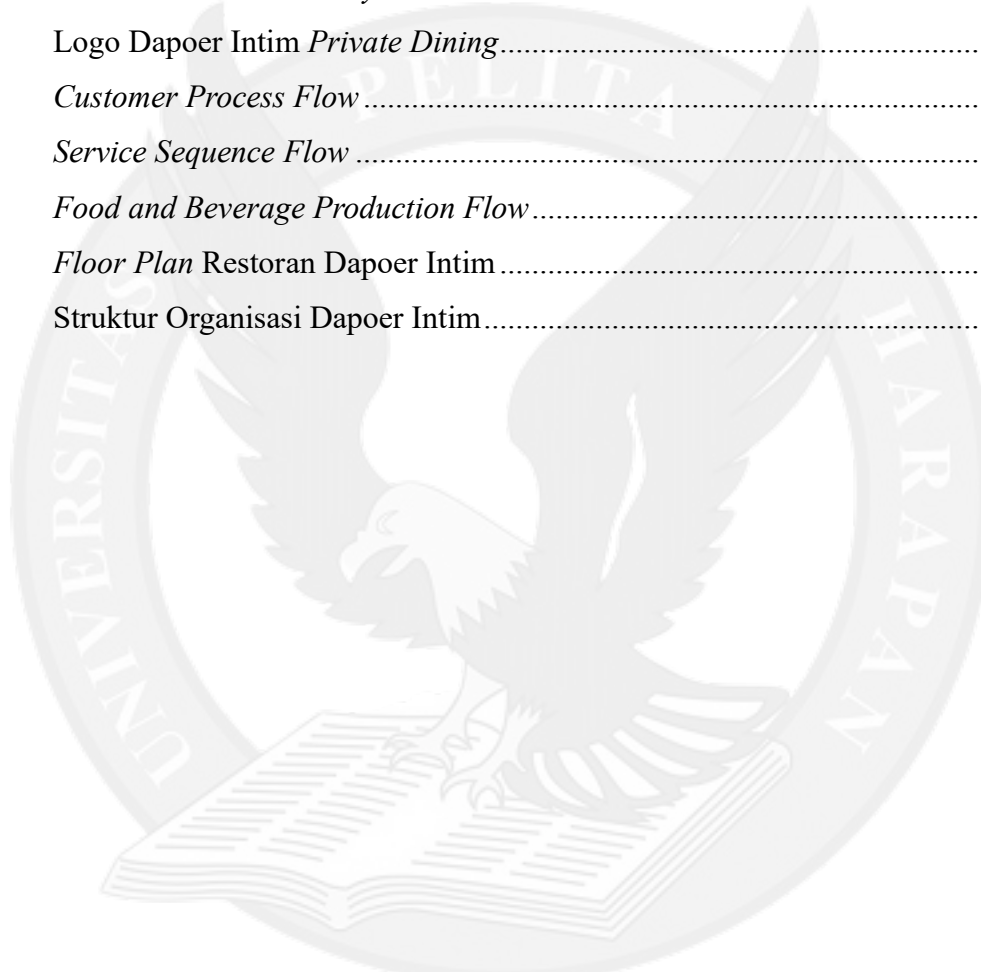 Logo Dapoer Intim Private Dining
Customer Process Flow
Service Sequence Flow
Food and Beverage Production Flow
Floor Plan Restoran Dapoer Intim
Struktur Organisasi Dapoer Intim
UNIVERSITAS PELITA HARAPAN